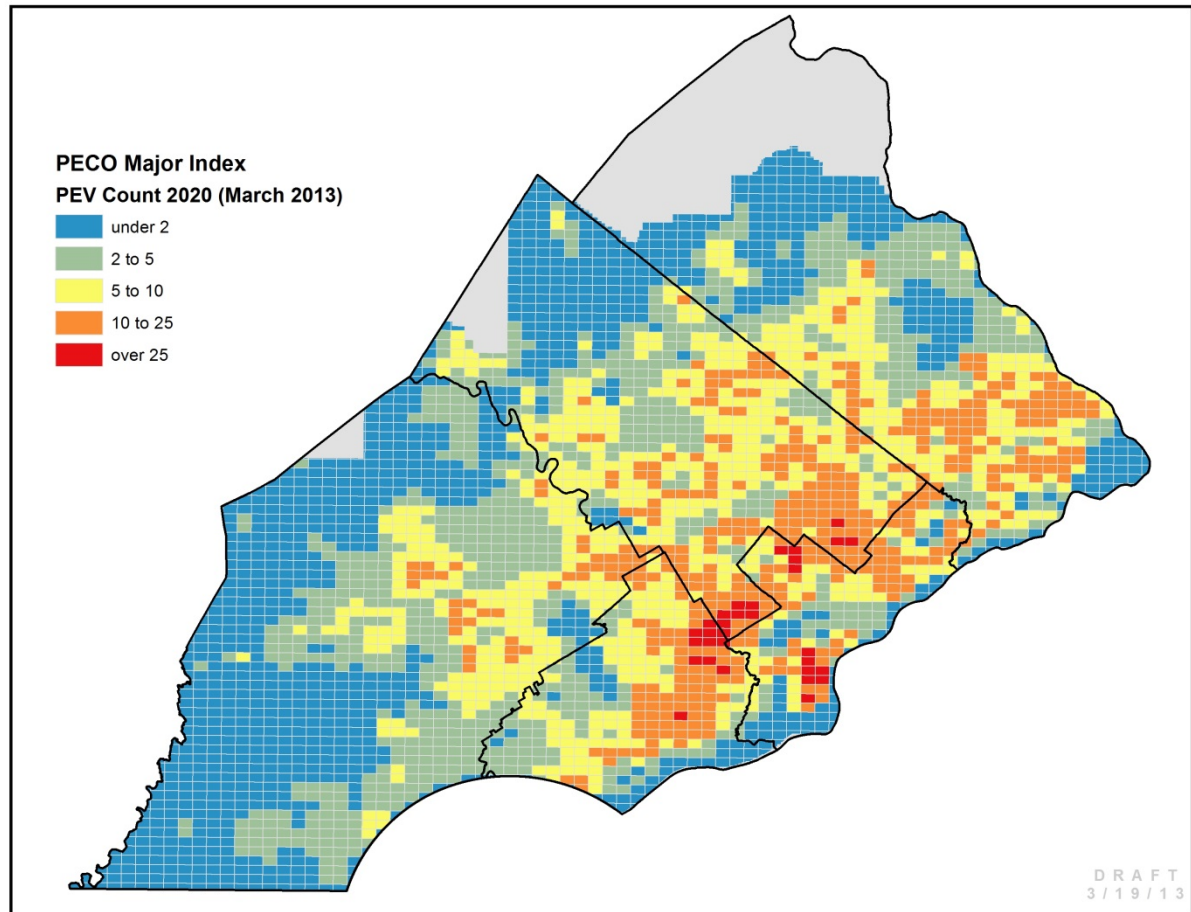 PECO Major Index
PEV Count 2020 (March 2013)
under 2
2 to 5
5 to 10
10 to 25
over 25
DRAFT
3/19/13